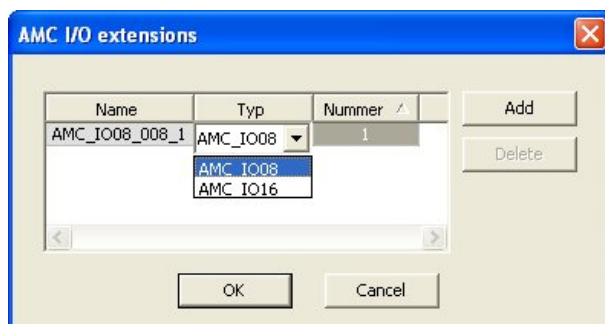 AMC I/O extensions
Name Typ Nummer
AMC_IO08_008_1 AMC_IO08 1
AMC_IO08
AMC_IO16
Add
Delete
OK Cancel